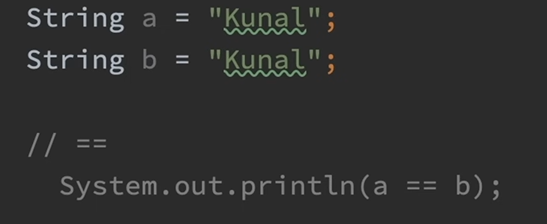 String a = "Kunal";
String b = "Kunal";
// ==
System.out.println(a == b);